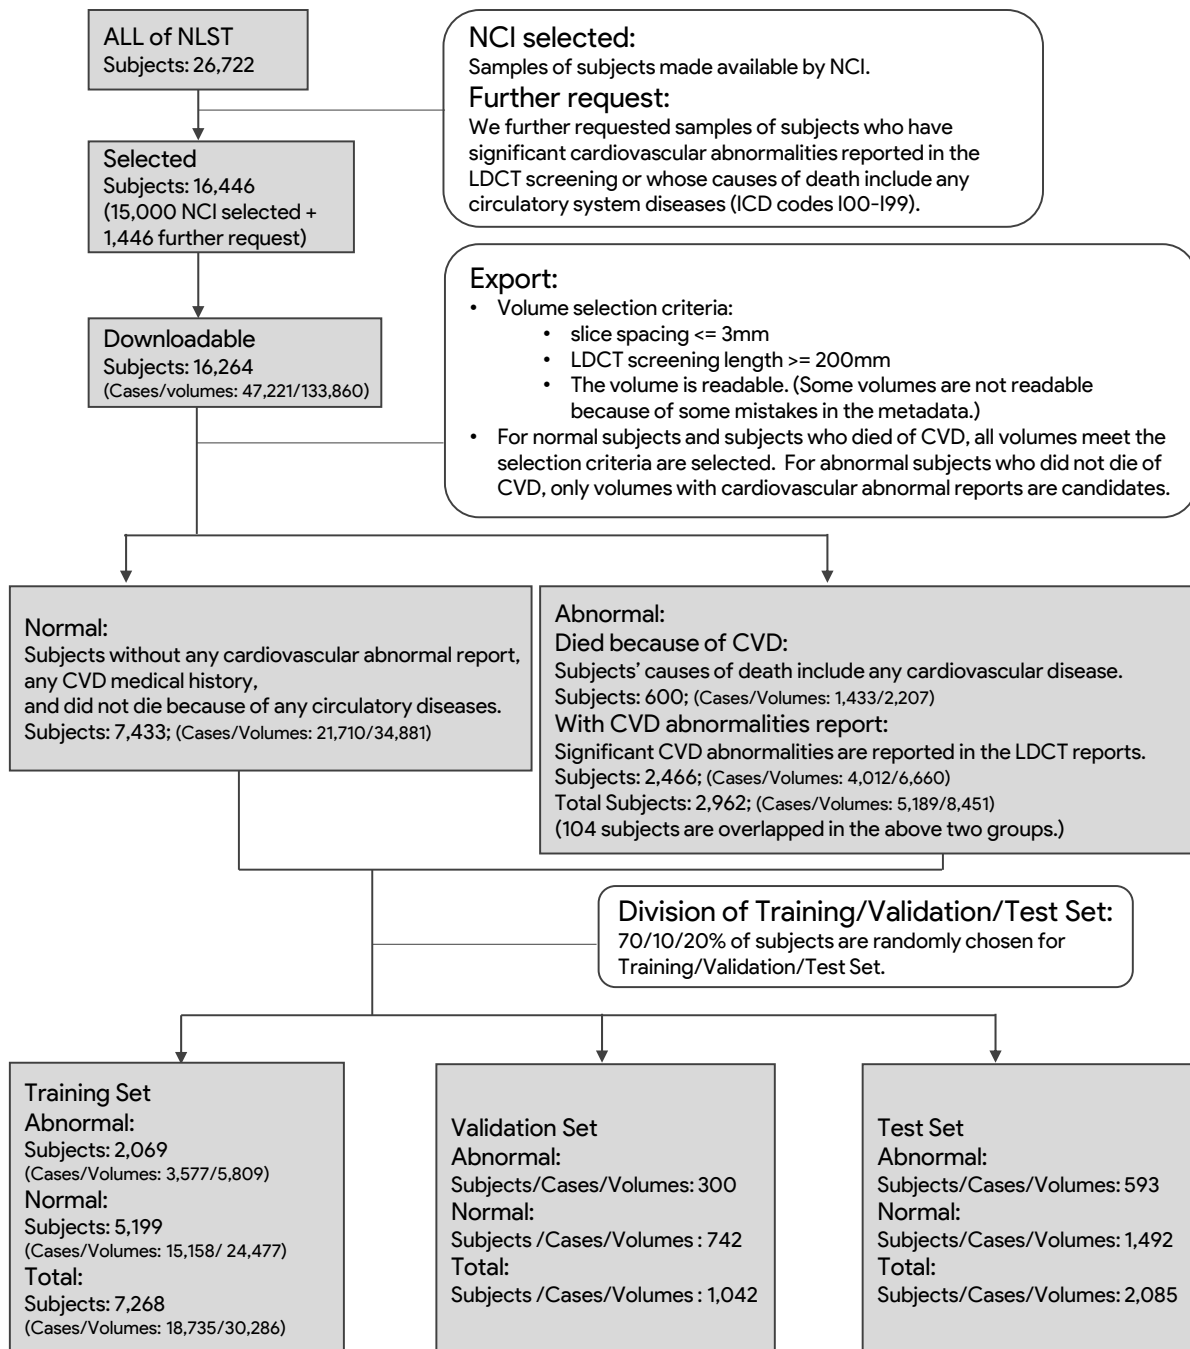 ALL of NLST
Subjects: 26,722
NCI selected:
Samples of subjects made available by NCI.
Further request:
We further requested samples of subjects who have
significant cardiovascular abnormalities reported in the
LDCT screening or whose causes of death include any
circulatory system diseases (ICD codes I00-I99).
Selected
Subjects: 16,446
(15,000 NCI selected +
1,446 further request)
Export:
• Volume selection criteria:
• slice spacing <= 3mm
• LDCT screening length >= 200mm
• The volume is readable. (Some volumes are not readable
because of some mistakes in the metadata.)
• For normal subjects and subjects who died of CVD, all volumes meet the
selection criteria are selected. For abnormal subjects who did not die of
CVD, only volumes with cardiovascular abnormal reports are candidates.
Downloadable
Subjects: 16,264
(Cases/volumes: 47,221/133,860)
Normal:
Subjects without any cardiovascular abnormal report,
any CVD medical history,
and did not die because of any circulatory diseases.
Subjects: 7,433; (Cases/Volumes: 21,710/34,881)
Abnormal:
Died because of CVD:
Subjects' causes of death include any cardiovascular disease.
Subjects: 600; (Cases/Volumes: 1,433/2,207)
With CVD abnormalities report:
Significant CVD abnormalities are reported in the LDCT reports.
Subjects: 2,466; (Cases/Volumes: 4,012/6,660)
Total Subjects: 2,962; (Cases/Volumes: 5,189/8,451)
(104 subjects are overlapped in the above two groups.)
Division of Training/Validation/Test Set:
70/10/20% of subjects are randomly chosen for
Training/Validation/Test Set.
Training Set
Abnormal:
Subjects: 2,069
(Cases/Volumes: 3,577/5,809)
Normal:
Subjects: 5,199
(Cases/Volumes: 15,158/ 24,477)
Total:
Subjects: 7,268
(Cases/Volumes: 18,735/30,286)
Validation Set
Abnormal:
Subjects/Cases/Volumes: 300
Normal:
Subjects /Cases/Volumes : 742
Total:
Subjects /Cases/Volumes : 1,042
Test Set
Abnormal:
Subjects/Cases/Volumes: 593
Normal:
Subjects/Cases/Volumes: 1,492
Total:
Subjects/Cases/Volumes: 2,085